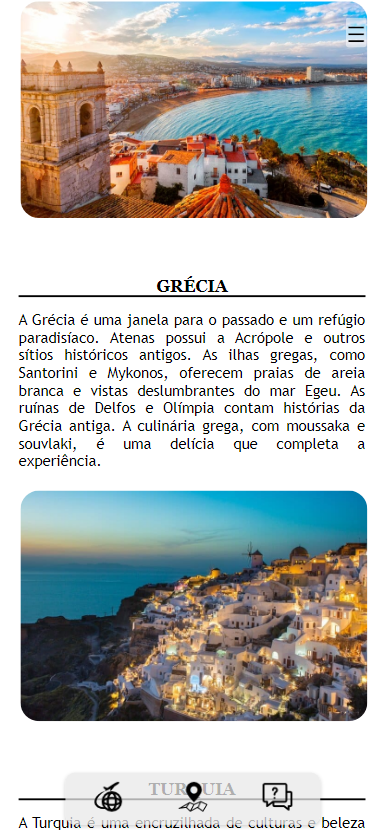 GRÉCIA
A Grécia é uma janela para o passado e um refúgio
paradisíaco. Atenas possui a Acrópole e outros
sítios históricos antigos. As ilhas gregas, como
Santorini e Mykonos, oferecem praias de areia
branca e vistas deslumbrantes do mar Egeu. As
ruínas de Delfos e Olímpia contam histórias da
Grécia antiga. A culinária grega, com moussaka e
souvlaki, é uma delícia que completa a
experiência.
TURQUIA
A Turquia é uma encruzilhada de culturas e beleza